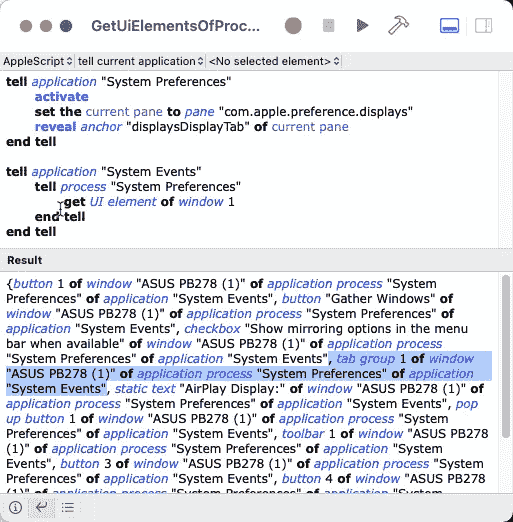 GetUiElementsOfProc...
AppleScript tell current application <No selected element>
tell application "System Preferences"
activate
set the current pane to pane "com.apple.preference.displays"
reveal anchor "displaysDisplayTab" of current pane
end tell
tell application "System Events"
tell process "System Preferences"
get UI element of window 1
end tell
end tell
Result
{button 1 of window "ASUS PB278 (1)" of application process "System
Preferences" of application "System Events", button "Gather Windows" of
window "ASUS PB278 (1)" of application process "System Preferences" of
application "System Events", checkbox "Show mirroring options in the menu
bar when available" of window "ASUS PB278 (1)" of application process
"System Preferences" of application "System Events", tab group 1 of window
"ASUS PB278 (1)" of application process "System Preferences" of application
"System Events", static text "AirPlay Display:" of window "ASUS PB278 (1)" of
application process "System Preferences" of application "System Events", pop
up button 1 of window "ASUS PB278 (1)" of application process "System
Preferences" of application "System Events", toolbar 1 of window "ASUS PB278
(1)" of application process "System Preferences" of application "System
Events", button 3 of window "ASUS PB278 (1)" of application process "System
Preferences" of application "System Events", button 4 of window "ASUS PB278
(1)" of application process "System Preferences" of application "System